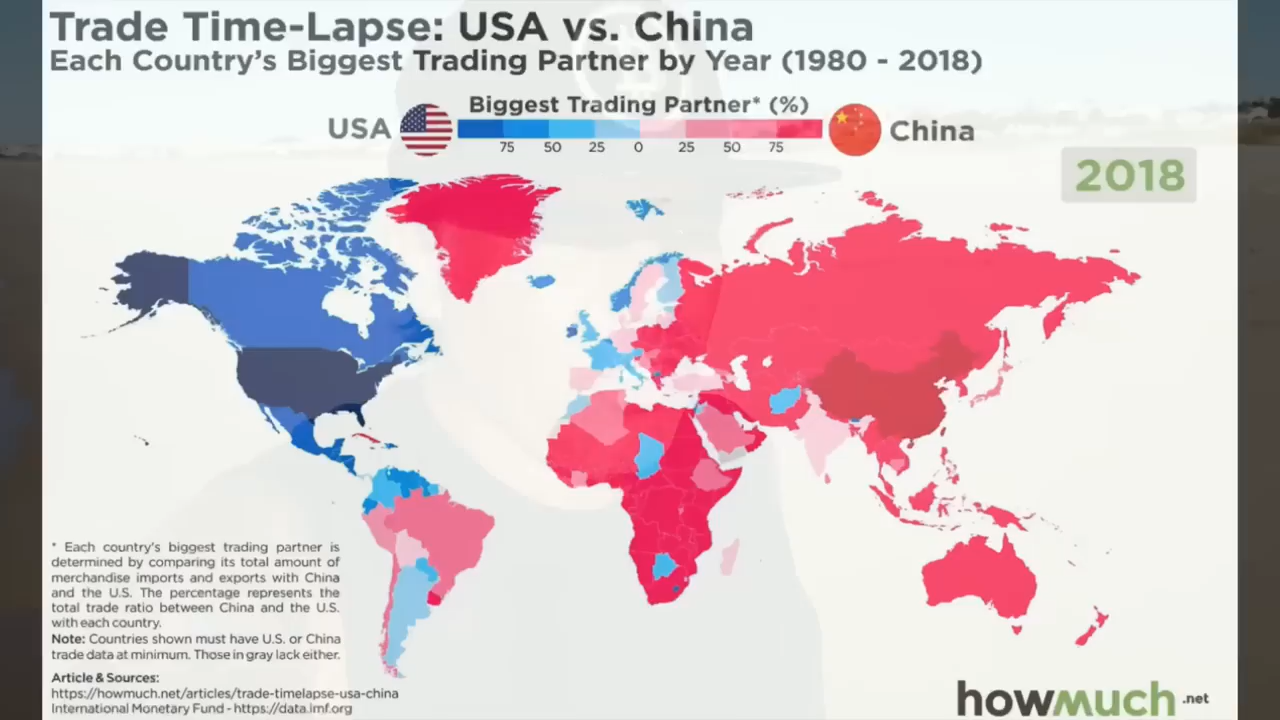 Trade Time-Lapse: USA vs. China
Each Country's Biggest Trading Partner by Year (1980 - 2018)
Biggest Trading Partner* (%)
USA
China
75 50 25 0 25 50 75
2018
* Each country's biggest trading partner is
determined by comparing its total amount of
merchandise imports and exports with China
and the U.S. The percentage represents the
total trade ratio between China and the U.S.
with each country.
Note: Countries shown must have U.S. or China
trade data at minimum. Those in gray lack either.
Article & Sources:
https://howmuch.net/articles/trade-timelapse-usa-china
International Monetary Fund - https://data.imf.org
howmuch.net